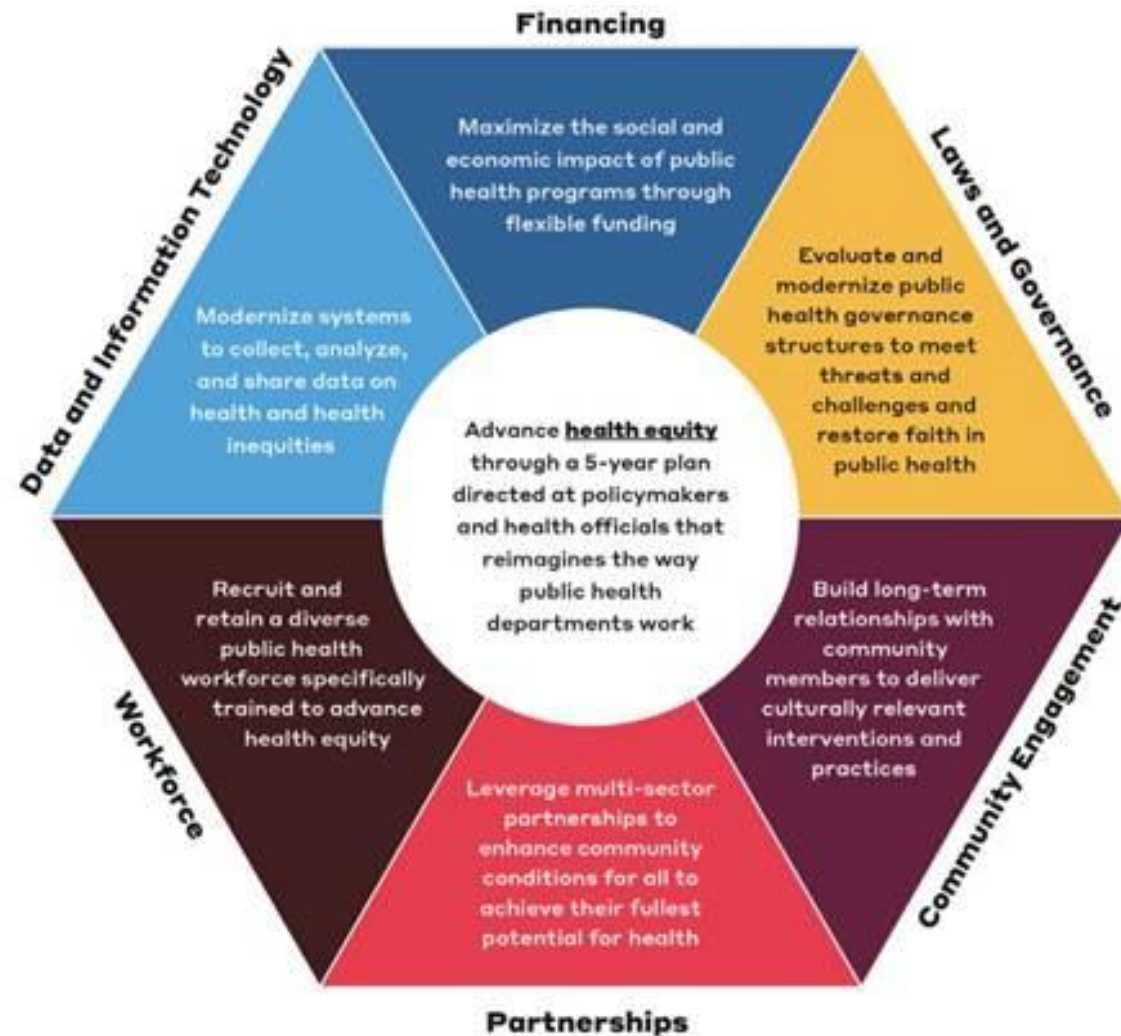 Financing
Maximize the social and
economic impact of public
health programs through
flexible funding
Laws and Governance
Evaluate and
modernize public
health governance
structures to meet
threats and
challenges and
restore faith in
public health
Community Engagement
Build long-term
relationships with
community
members to deliver
culturally relevant
interventions and
practices
Partnerships
Leverage multi-sector
partnerships to
enhance community
conditions for all to
achieve their fullest
potential for health
Workforce
Recruit and
retain a diverse
public health
workforce specifically
trained to advance
health equity
Data and Information Technology
Modernize systems
to collect, analyze,
and share data on
health and health
inequities
Advance health equity
through a 5-year plan
directed at policymakers
and health officials that
reimagines the way
public health
departments work